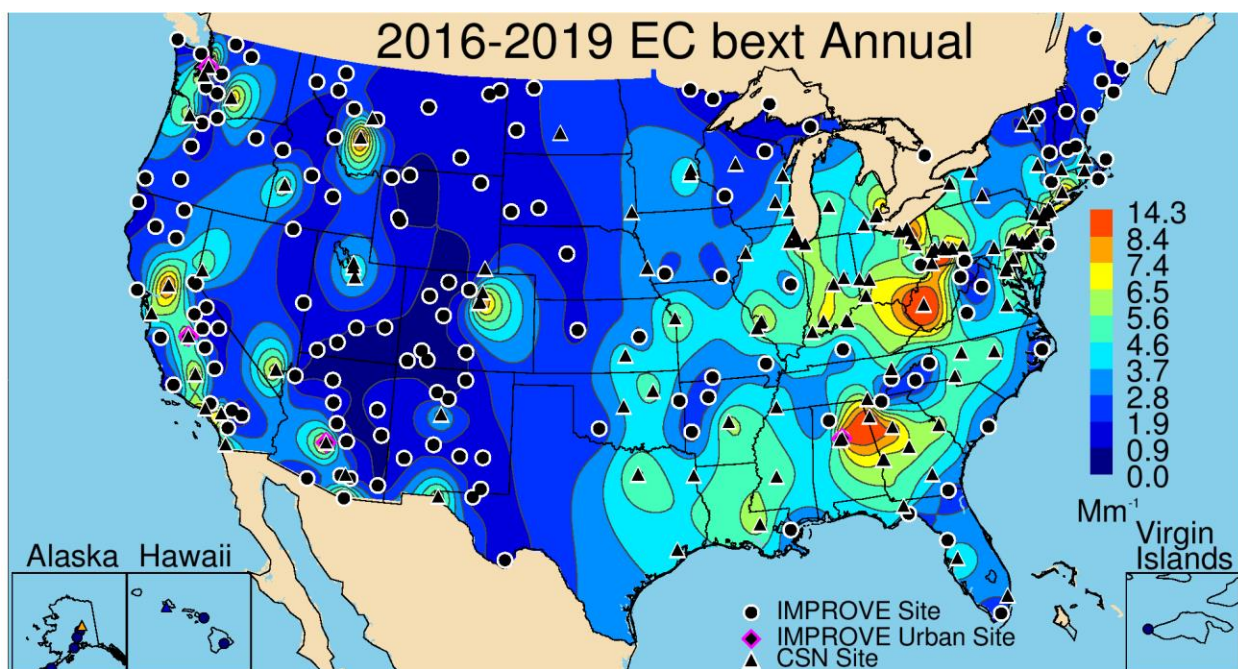 2016-2019 EC bext Annual
14.3
8.4
7.4
6.5
5.6
4.6
3.7
2.8
1.9
0.9
0.0
Mm⁻¹
Alaska
Hawaii
Virgin
Islands
IMPROVE Site
IMPROVE Urban Site
CSN Site